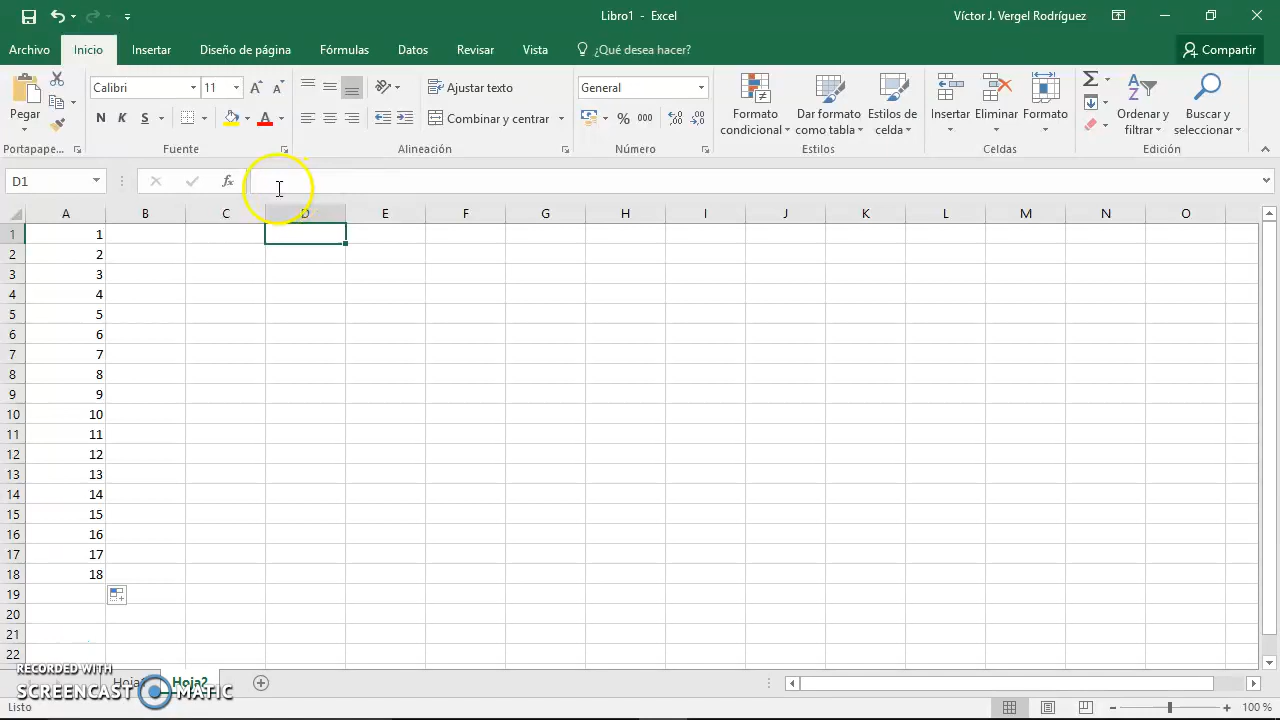 Libro1 - Excel
Víctor J. Vergel Rodríguez
Archivo Inicio Insertar Diseño de página Fórmulas Datos Revisar Vista ¿Qué desea hacer? Compartir
Pegar
Calibri 11
N K S
Ajustar texto
Combinar y centrar
General
% 000
Formato condicional
Dar formato como tabla
Estilos de celda
Insertar Eliminar Formato
Ordenar y filtrar
Buscar y seleccionar
Portapape... Fuente Alineación Número Estilos Celdas Edición
D1 fx
A B C D E F G H I J K L M N O
1 1
2 2
3 3
4 4
5 5
6 6
7 7
8 8
9 9
10 10
11 11
12 12
13 13
14 14
15 15
16 16
17 17
18 18
19
20
21
22
RECORDED WITH
SCREENCAST MATIC
Hoja2
Listo
100 %